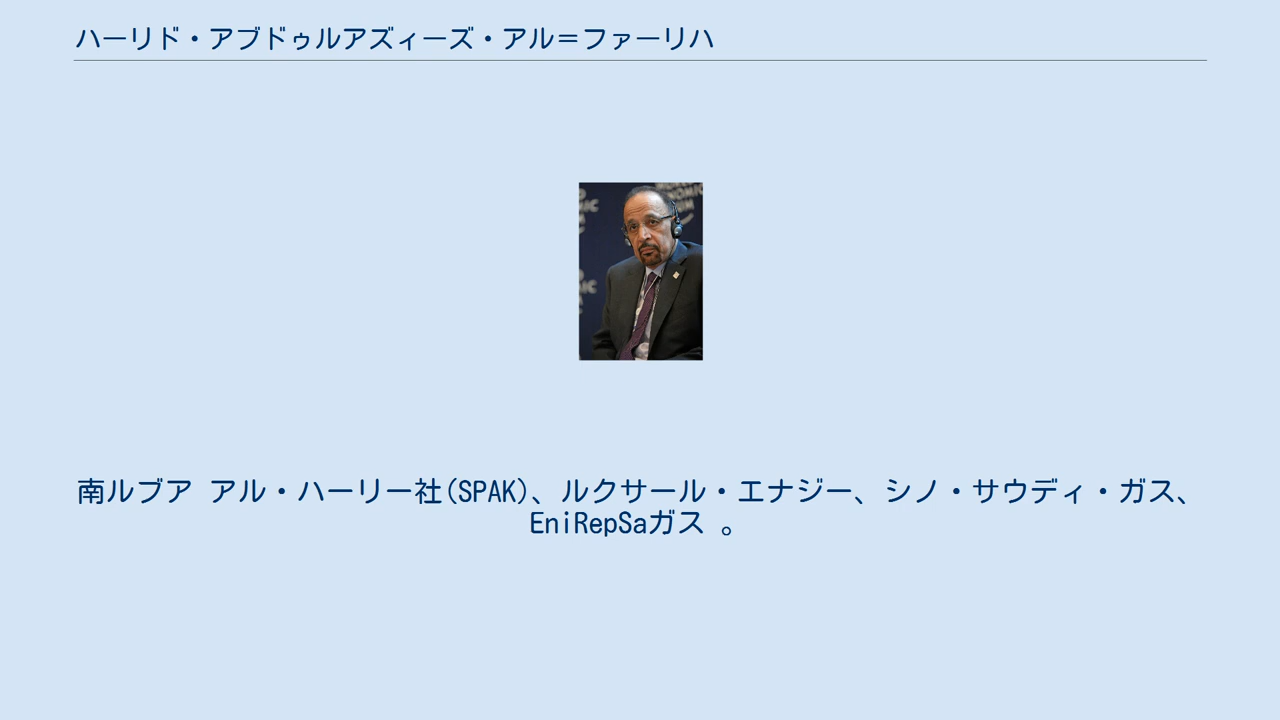 ハーリド・アブドゥルアズィーズ・アル＝ファーリハ
南ルブア アル・ハーリー社(SPAK)、ルクサール・エナジー、シノ・サウディ・ガス、
EniRepSaガス 。